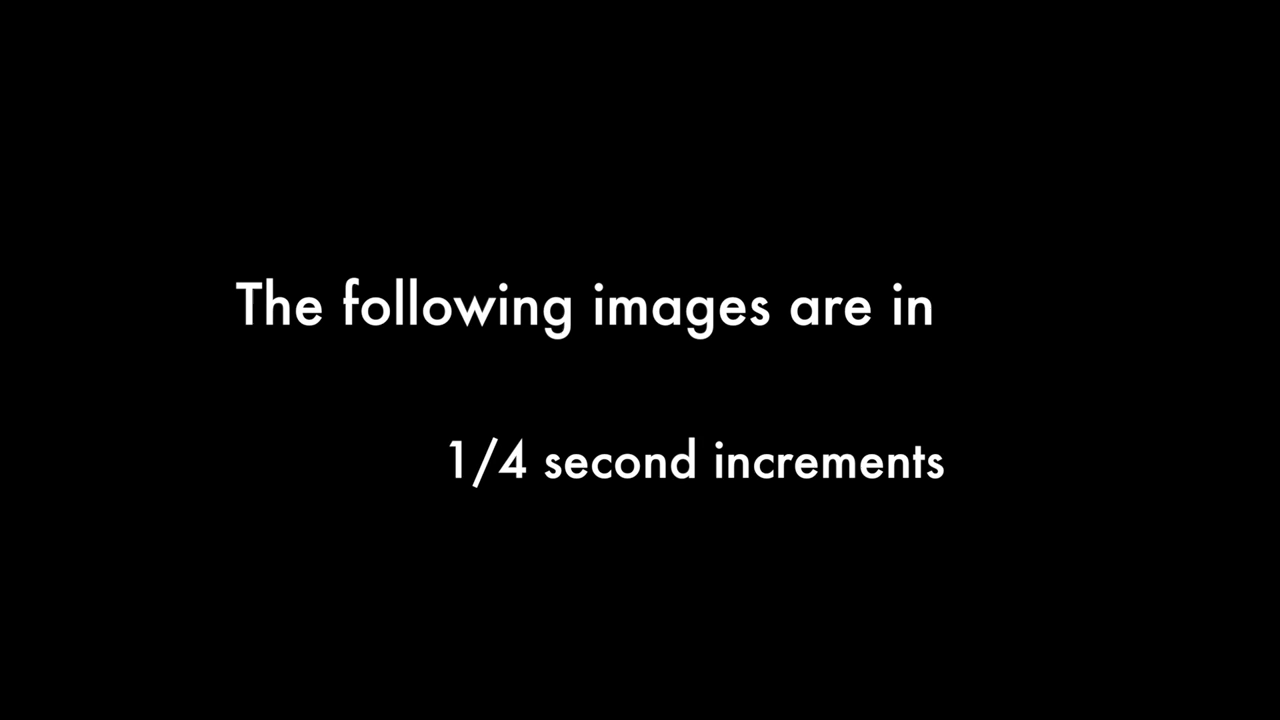 The following images are in
1/4 second increments